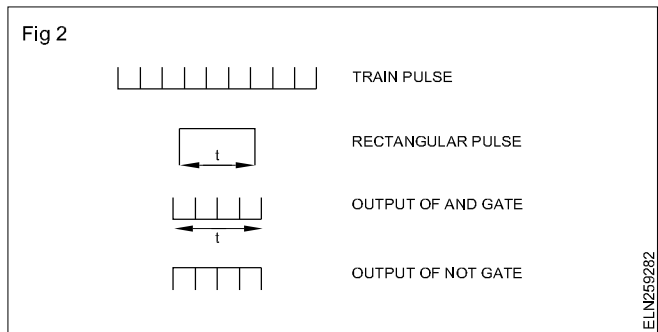 Fig 2
TRAIN PULSE
RECTANGULAR PULSE
t
OUTPUT OF AND GATE
t
OUTPUT OF NOT GATE
ELN259282